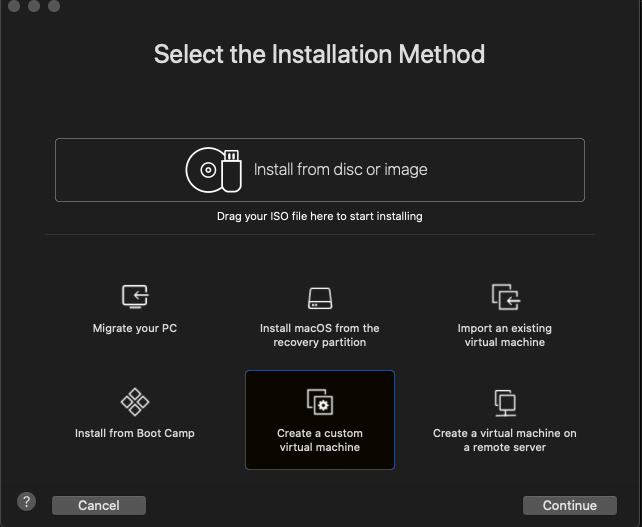 Select the Installation Method
Install from disc or image
Drag your ISO file here to start installing
Migrate your PC
Install macOS from the
recovery partition
Import an existing
virtual machine
Install from Boot Camp
Create a custom
virtual machine
Create a virtual machine on
a remote server
?
Cancel
Continue